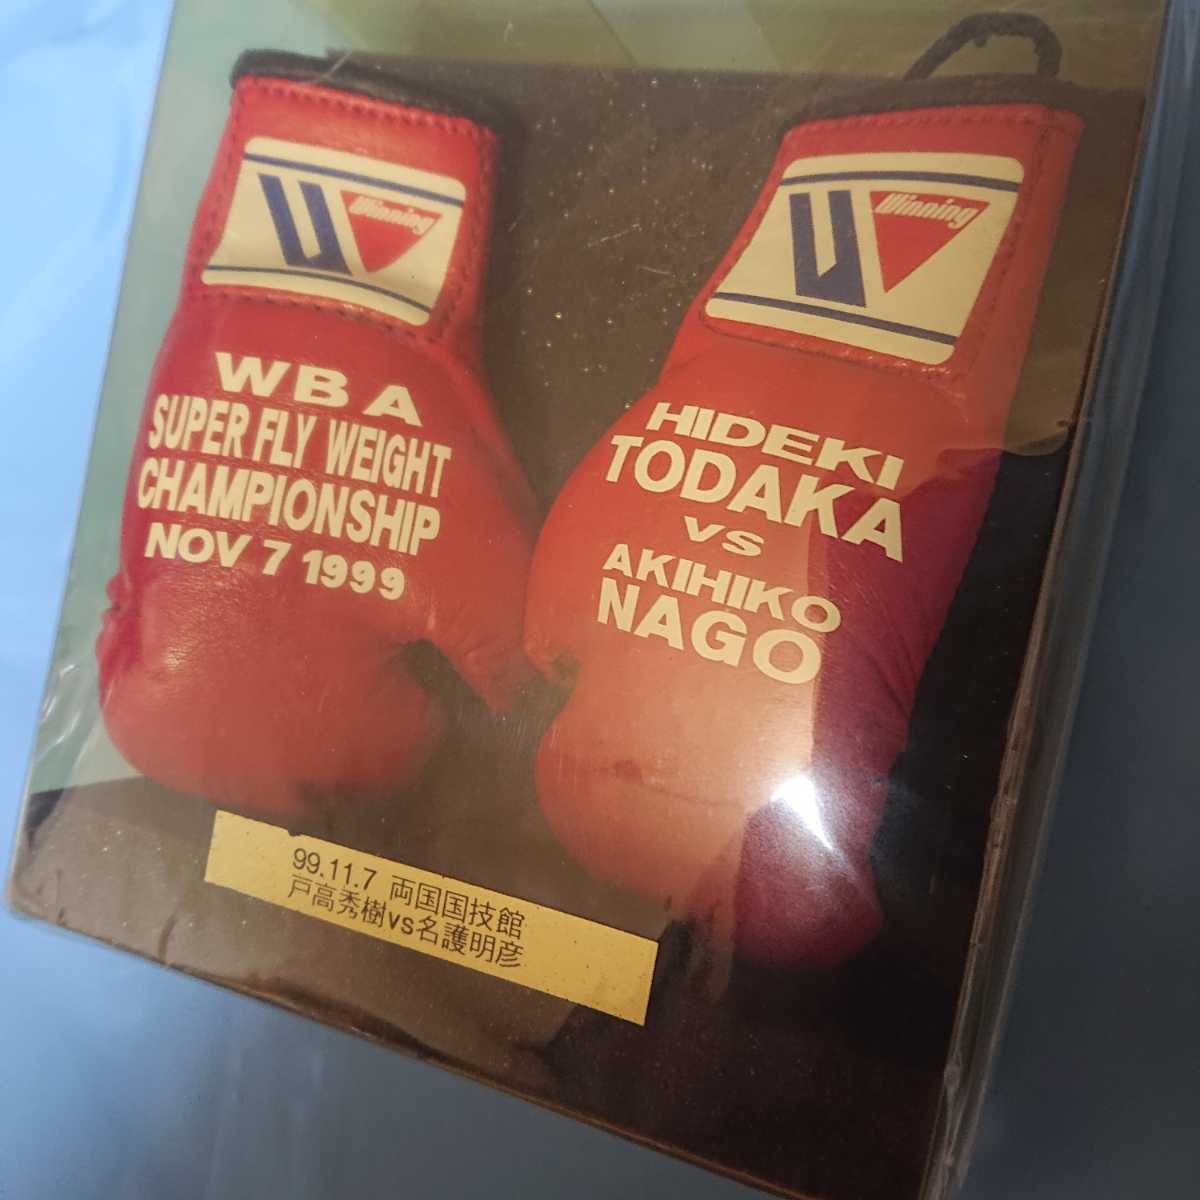 Winning
WBA
SUPER FLY WEIGHT
CHAMPIONSHIP
NOV 7 1999
Winning
HIDEKI
TODAKA
VS
AKIHIKO
NAGO
99.11.7 両国国技館
戸高秀樹vs名護明彦